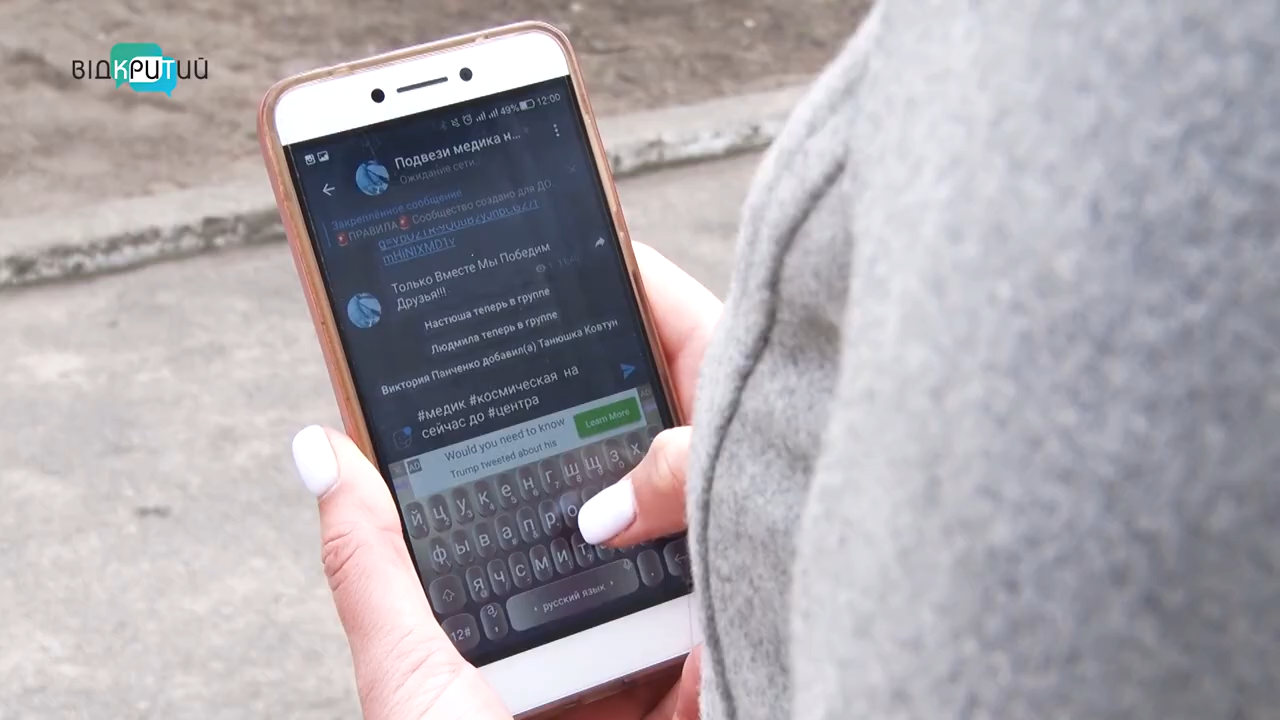 ВІДКРИТИЙ
49% 12:00
Подвези медика н...
Ожидание сети...
Закреплённое сообщение
🚨ПРАВИЛА🚨 Сообщество создано для ДО
mHiNIXMD1v
Только Вместе Мы Победим
Друзья!!!
Настюша теперь в группе
Людмила теперь в группе
Виктория Панченко добавил(а) Танюшка Ковтун
#медик #космическая на
сейчас до #центра
AD
Would you need to know
Trump tweeted about his
Learn More
й ц у к е н г ш щ з х
ф ы в а п р о
я ч с м и т
12# русский язык